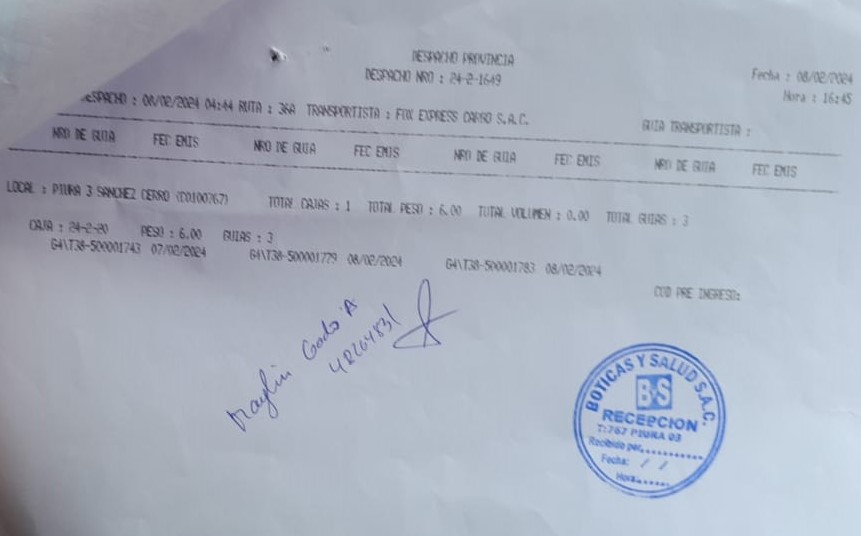 DESPACHO PROVINCIA
DESPACHO NRO : 24-2-1649
Fecha : 08/02/2024
Hora : 16:45
DESPACHO : 08/02/2024 04:44 RUTA : 36A TRANSPORTISTA : FOX EXPRESS CARGO S.A.C.
GUIA TRANSPORTISTA :
NRO DE GUIA FEC EMIS NRO DE GUIA FEC EMIS NRO DE GUIA FEC EMIS NRO DE GUIA FEC EMIS
LOCAL : PIURA 3 SANCHEZ CERRO (C0100767) TOTAL CAJAS : 1 TOTAL PESO : 6.00 TOTAL VOLUMEN : 0.00 TOTAL GUIAS : 3
CAJA : 24-2-20 PESO : 6.00 GUIAS : 3
G4\T38-500001743 07/02/2024 G4\T38-500001779 08/02/2024 G4\T38-500001783 08/02/2024
COD PRE INGRESO:
BOTICAS Y SALUD S.A.C.
B&S
RECEPCION
T:767 PIURA 03
Recibido por
Fecha: / /
Hora